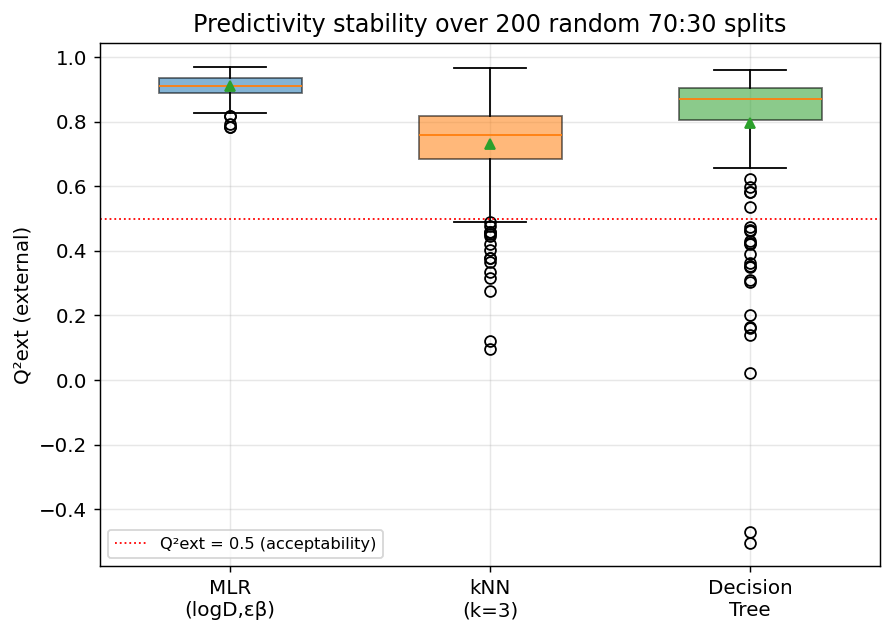 Predictivity stability over 200 random 70:30 splits
Q²ext (external)
1.0
0.8
0.6
0.4
0.2
0.0
−0.2
−0.4
Q²ext = 0.5 (acceptability)
MLR
(logD,εβ)
kNN
(k=3)
Decision
Tree